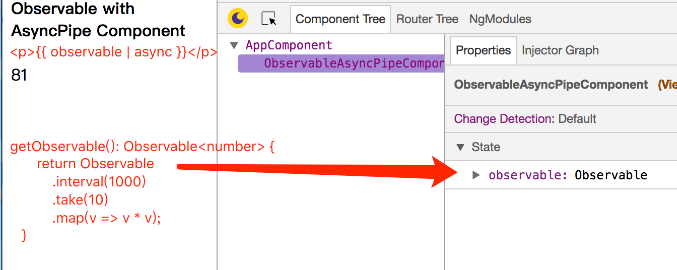 Observable with
AsyncPipe Component
<p>{{ observable | async }}</p>
81
getObservable(): Observable<number> {
return Observable
.interval(1000)
.take(10)
.map(v => v * v);
}
Component Tree Router Tree NgModules
▼ AppComponent
ObservableAsyncPipeCompon
Properties Injector Graph
ObservableAsyncPipeComponent (Vie
Change Detection: Default
▼ State
▶ observable: Observable